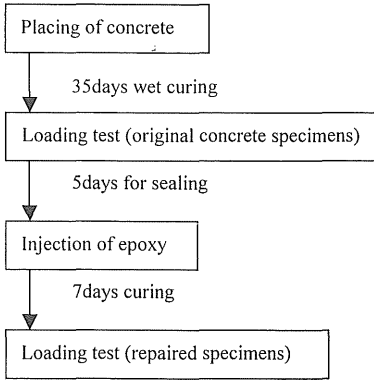 Placing of concrete
35days wet curing
Loading test (original concrete specimens)
5days for sealing
Injection of epoxy
7days curing
Loading test (repaired specimens)